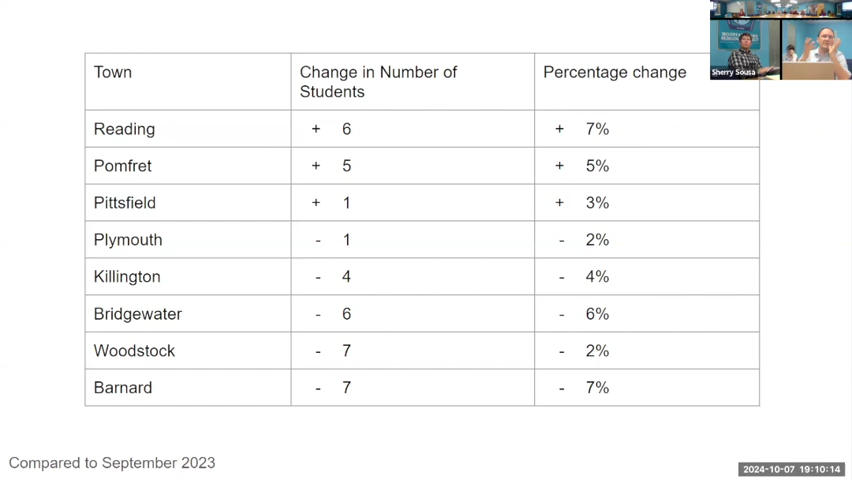 Town Change in Number of Students Percentage change
Reading + 6 + 7%
Pomfret + 5 + 5%
Pittsfield + 1 + 3%
Plymouth - 1 - 2%
Killington - 4 - 4%
Bridgewater - 6 - 6%
Woodstock - 7 - 2%
Barnard - 7 - 7%
Compared to September 2023
Sherry Sousa
2024-10-07 19:10:14